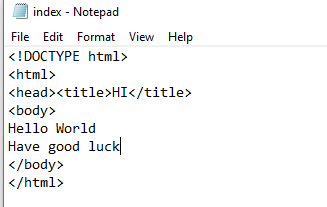 index - Notepad
File Edit Format View Help
<!DOCTYPE html>
<html>
<head><title>HI</title>
<body>
Hello World
Have good luck
</body>
</html>